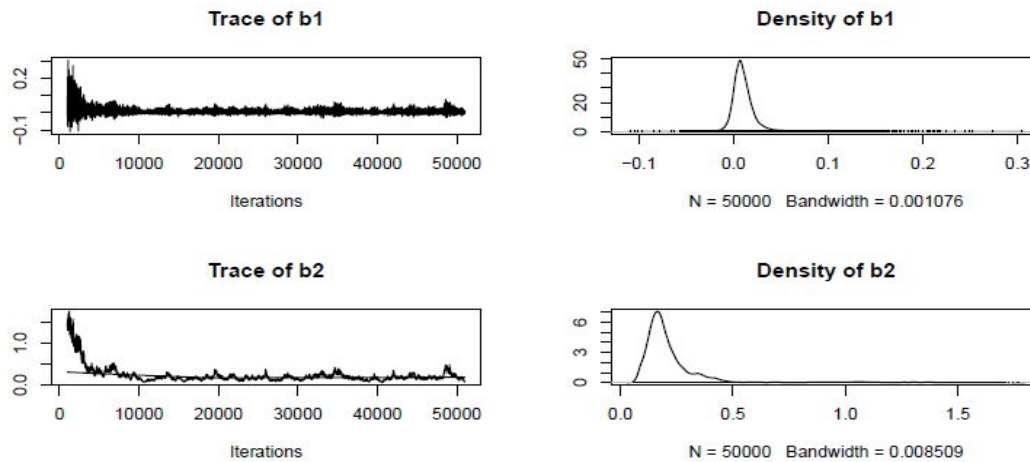 Trace of b1
0.2
-0.1
0 10000 20000 30000 40000 50000
Iterations
Density of b1
50
20
0
-0.1 0.0 0.1 0.2 0.3
N = 50000 Bandwidth = 0.001076
Trace of b2
1.0
0.0
0 10000 20000 30000 40000 50000
Iterations
Density of b2
6
3
0
0.0 0.5 1.0 1.5
N = 50000 Bandwidth = 0.008509